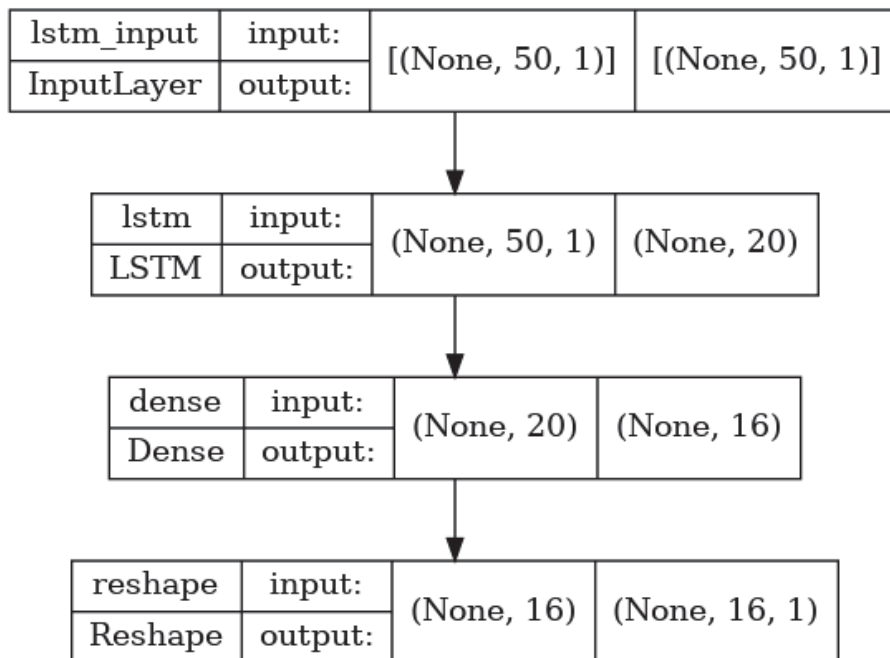 lstm_input input: [(None, 50, 1)] [(None, 50, 1)]
InputLayer output:
lstm input: (None, 50, 1) (None, 20)
LSTM output:
dense input: (None, 20) (None, 16)
Dense output:
reshape input: (None, 16) (None, 16, 1)
Reshape output: